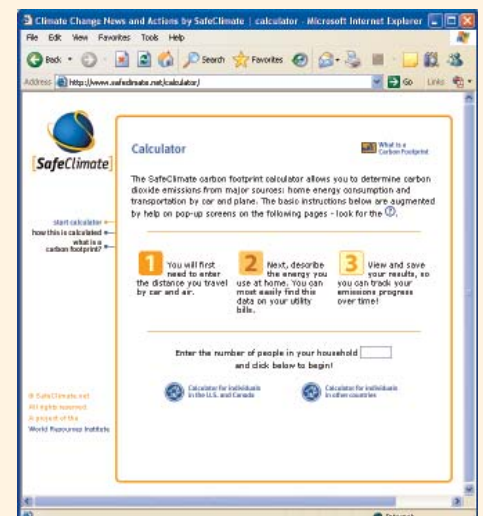 Climate Change News and Actions by SafeClimate | calculator - Microsoft Internet Explorer
File Edit View Favorites Tools Help
Back Search Favorites
Address http://www.safeclimate.net/calculator/ Go Links
[SafeClimate]
start calculator
how this is calculated
what is a
carbon footprint?
Calculator
What is a
Carbon Footprint
The SafeClimate carbon footprint calculator allows you to determine carbon
dioxide emissions from major sources: home energy consumption and
transportation by car and plane. The basic instructions below are augmented
by help on pop-up screens on the following pages - look for the ?.
1 You will first
need to enter
the distance you travel
by car and air.
2 Next, describe
the energy you
use at home. You can
most easily find this
data on your utility
bills.
3 View and save
your results, so
you can track your
emissions progress
over time!
Enter the number of people in your household
and click below to begin!
Calculator for individuals
in the U.S. and Canada
Calculator for individuals
in other countries
© SafeClimate.net
All rights reserved
A project of the
World Resources Institute
Internet